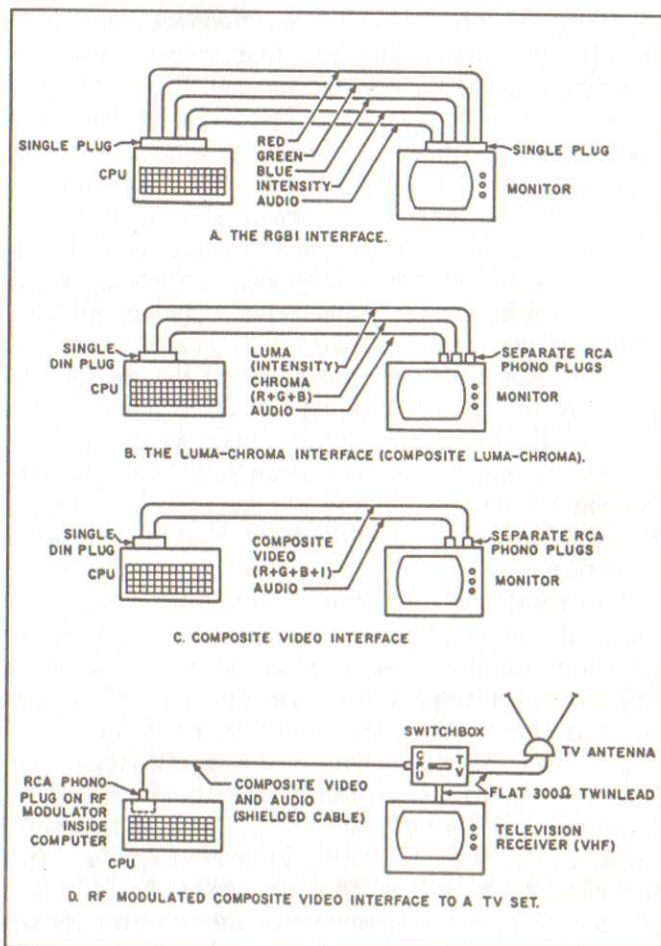 SINGLE PLUG
CPU
RED
GREEN
BLUE
INTENSITY
AUDIO
SINGLE PLUG
MONITOR
A. THE RGBI INTERFACE.
SINGLE
DIN PLUG
CPU
LUMA
(INTENSITY)
CHROMA
(R+G+B)
AUDIO
SEPARATE RCA
PHONO PLUGS
MONITOR
B. THE LUMA-CHROMA INTERFACE (COMPOSITE LUMA-CHROMA).
SINGLE
DIN PLUG
CPU
COMPOSITE
VIDEO
(R+G+B+I)
AUDIO
SEPARATE RCA
PHONO PLUGS
MONITOR
C. COMPOSITE VIDEO INTERFACE
RCA PHONO
PLUG ON RF
MODULATOR
INSIDE
COMPUTER
CPU
COMPOSITE VIDEO
AND AUDIO
(SHIELDED CABLE)
SWITCHBOX
CPU
TV
TV ANTENNA
FLAT 300Ω TWINLEAD
TELEVISION
RECEIVER (VHF)
D. RF MODULATED COMPOSITE VIDEO INTERFACE TO A TV SET.